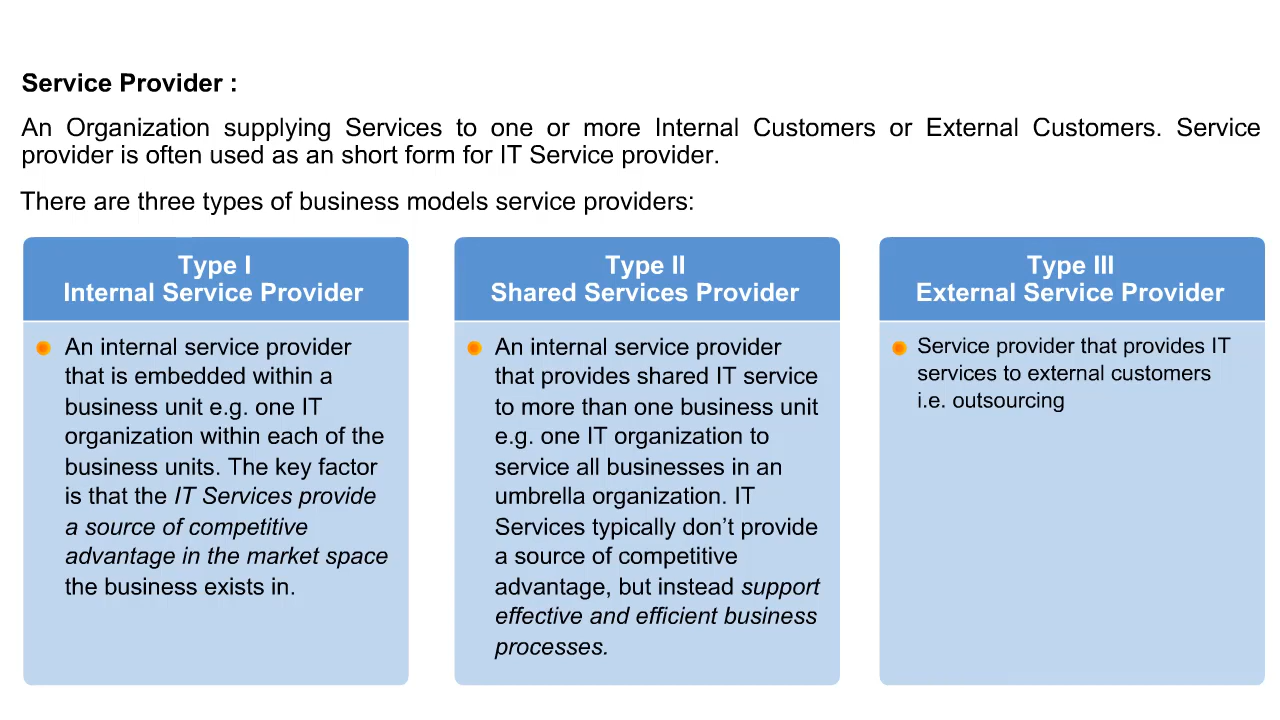 Service Provider :
An Organization supplying Services to one or more Internal Customers or External Customers. Service
provider is often used as an short form for IT Service provider.
There are three types of business models service providers:
Type I
Internal Service Provider
An internal service provider
that is embedded within a
business unit e.g. one IT
organization within each of the
business units. The key factor
is that the IT Services provide
a source of competitive
advantage in the market space
the business exists in.
Type II
Shared Services Provider
An internal service provider
that provides shared IT service
to more than one business unit
e.g. one IT organization to
service all businesses in an
umbrella organization. IT
Services typically don’t provide
a source of competitive
advantage, but instead support
effective and efficient business
processes.
Type III
External Service Provider
Service provider that provides IT
services to external customers
i.e. outsourcing